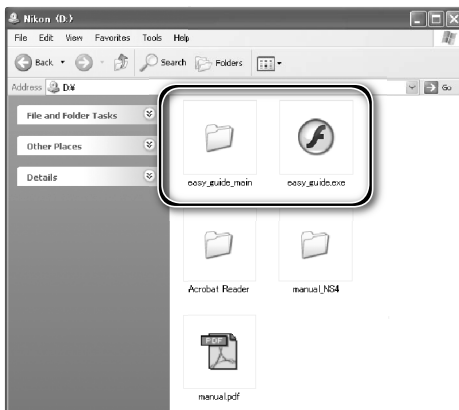 Nikon (D:)
File Edit View Favorites Tools Help
Back Search Folders
Address D:¥ Go
File and Folder Tasks
Other Places
Details
easy_guide_main easy_guide.exe
Acrobat Reader manual_NS4
PDF
manual.pdf